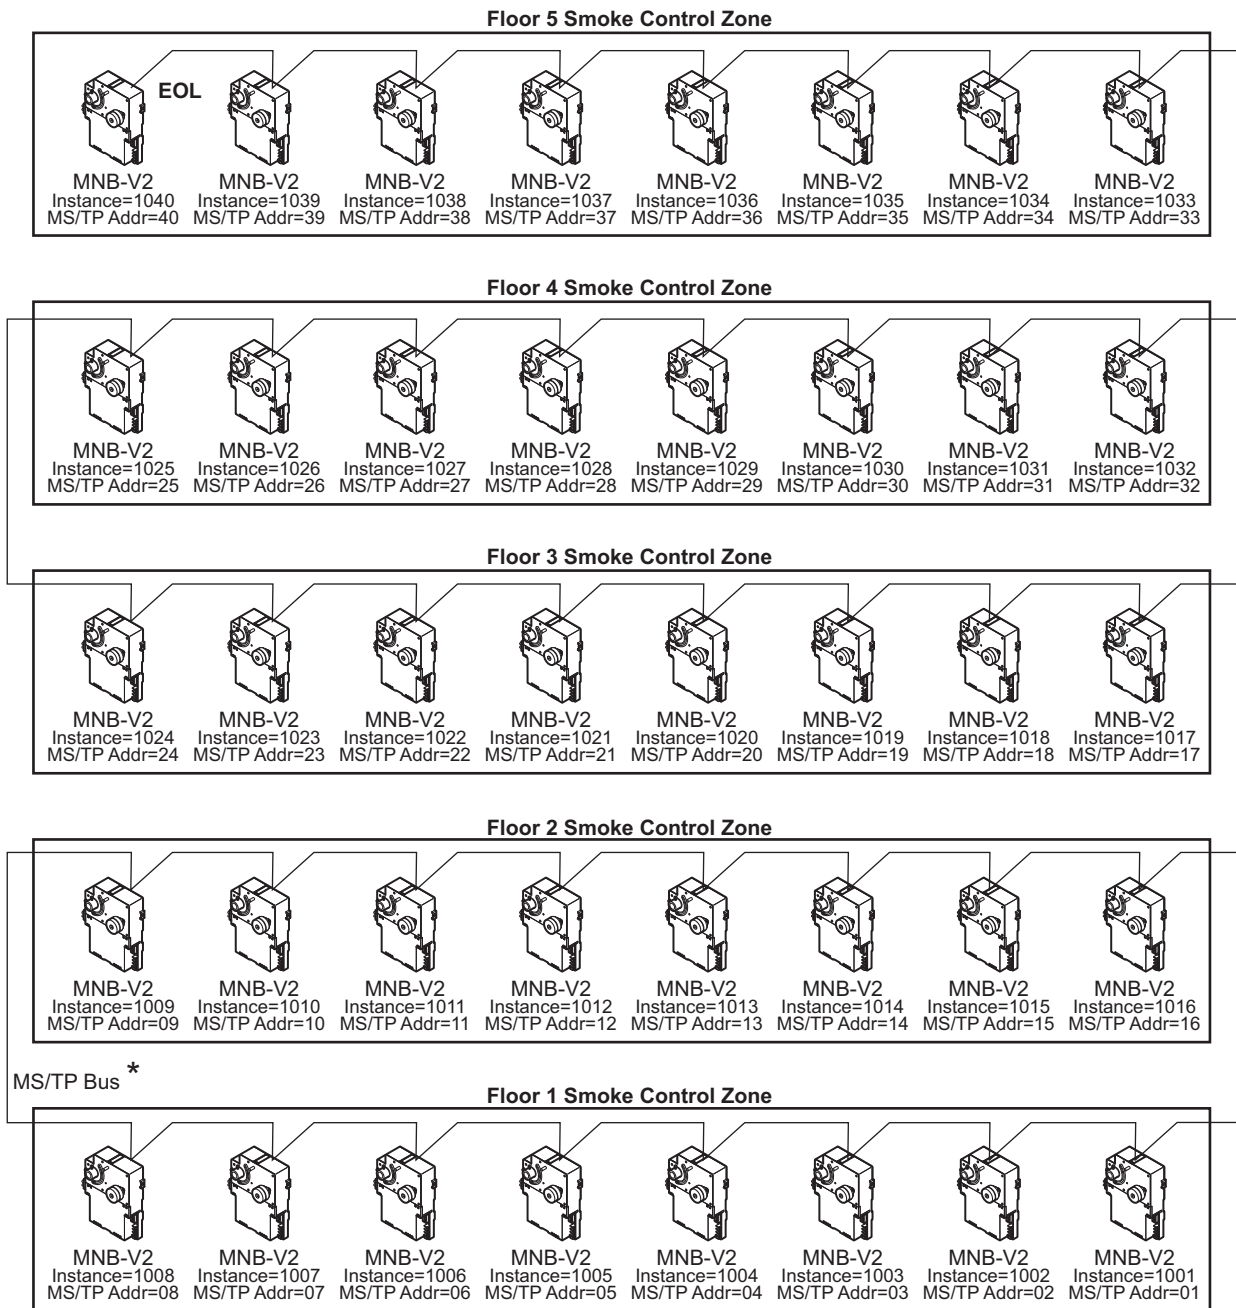 Floor 5 Smoke Control Zone
EOL
MNB-V2 MNB-V2 MNB-V2 MNB-V2 MNB-V2 MNB-V2 MNB-V2 MNB-V2
Instance=1040 Instance=1039 Instance=1038 Instance=1037 Instance=1036 Instance=1035 Instance=1034 Instance=1033
MS/TP Addr=40 MS/TP Addr=39 MS/TP Addr=38 MS/TP Addr=37 MS/TP Addr=36 MS/TP Addr=35 MS/TP Addr=34 MS/TP Addr=33
Floor 4 Smoke Control Zone
MNB-V2 MNB-V2 MNB-V2 MNB-V2 MNB-V2 MNB-V2 MNB-V2 MNB-V2
Instance=1025 Instance=1026 Instance=1027 Instance=1028 Instance=1029 Instance=1030 Instance=1031 Instance=1032
MS/TP Addr=25 MS/TP Addr=26 MS/TP Addr=27 MS/TP Addr=28 MS/TP Addr=29 MS/TP Addr=30 MS/TP Addr=31 MS/TP Addr=32
Floor 3 Smoke Control Zone
MNB-V2 MNB-V2 MNB-V2 MNB-V2 MNB-V2 MNB-V2 MNB-V2 MNB-V2
Instance=1024 Instance=1023 Instance=1022 Instance=1021 Instance=1020 Instance=1019 Instance=1018 Instance=1017
MS/TP Addr=24 MS/TP Addr=23 MS/TP Addr=22 MS/TP Addr=21 MS/TP Addr=20 MS/TP Addr=19 MS/TP Addr=18 MS/TP Addr=17
Floor 2 Smoke Control Zone
MNB-V2 MNB-V2 MNB-V2 MNB-V2 MNB-V2 MNB-V2 MNB-V2 MNB-V2
Instance=1009 Instance=1010 Instance=1011 Instance=1012 Instance=1013 Instance=1014 Instance=1015 Instance=1016
MS/TP Addr=09 MS/TP Addr=10 MS/TP Addr=11 MS/TP Addr=12 MS/TP Addr=13 MS/TP Addr=14 MS/TP Addr=15 MS/TP Addr=16
MS/TP Bus *
Floor 1 Smoke Control Zone
MNB-V2 MNB-V2 MNB-V2 MNB-V2 MNB-V2 MNB-V2 MNB-V2 MNB-V2
Instance=1008 Instance=1007 Instance=1006 Instance=1005 Instance=1004 Instance=1003 Instance=1002 Instance=1001
MS/TP Addr=08 MS/TP Addr=07 MS/TP Addr=06 MS/TP Addr=05 MS/TP Addr=04 MS/TP Addr=03 MS/TP Addr=02 MS/TP Addr=01